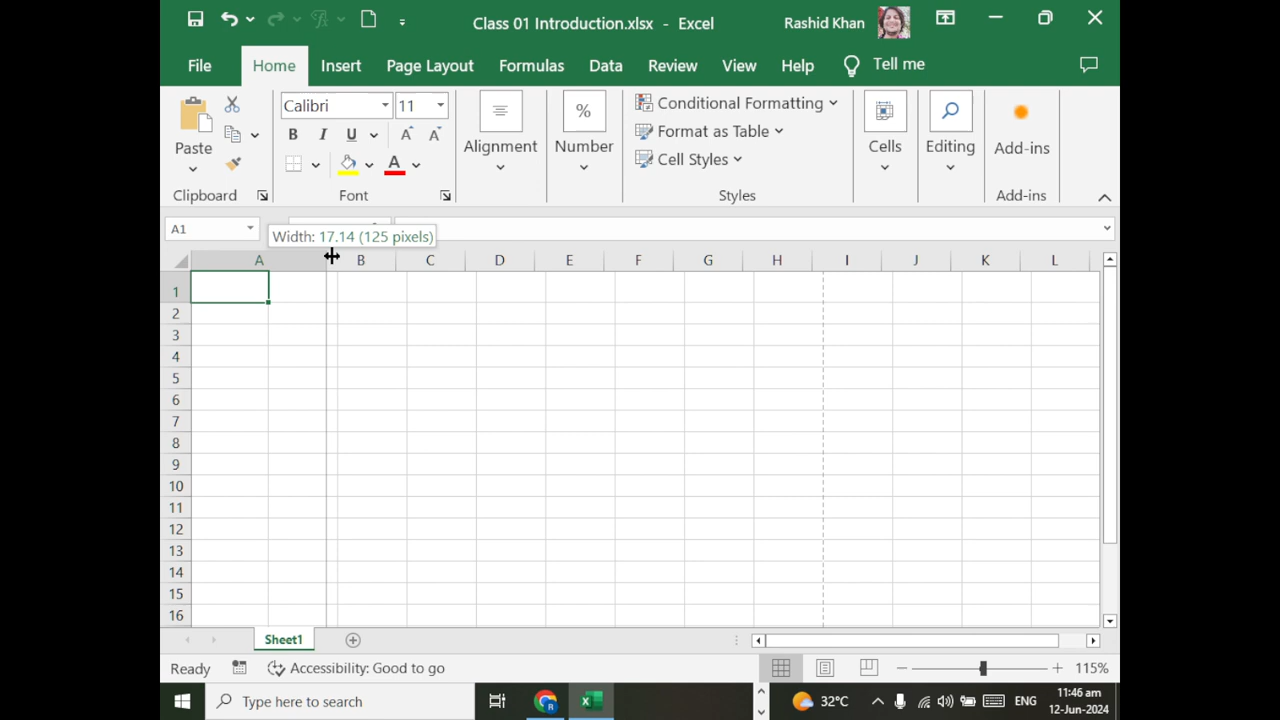 Class 01 Introduction.xlsx - Excel
Rashid Khan
File Home Insert Page Layout Formulas Data Review View Help Tell me
Paste
Clipboard
Calibri 11
B I U A A
A
Font
Alignment
%
Number
Conditional Formatting
Format as Table
Cell Styles
Styles
Cells
Editing
Add-ins
Add-ins
A1
Width: 17.14 (125 pixels)
A B C D E F G H I J K L
1
2
3
4
5
6
7
8
9
10
11
12
13
14
15
16
Sheet1
Ready Accessibility: Good to go 115%
Type here to search
R
32°C
ENG
11:46 am
12-Jun-2024